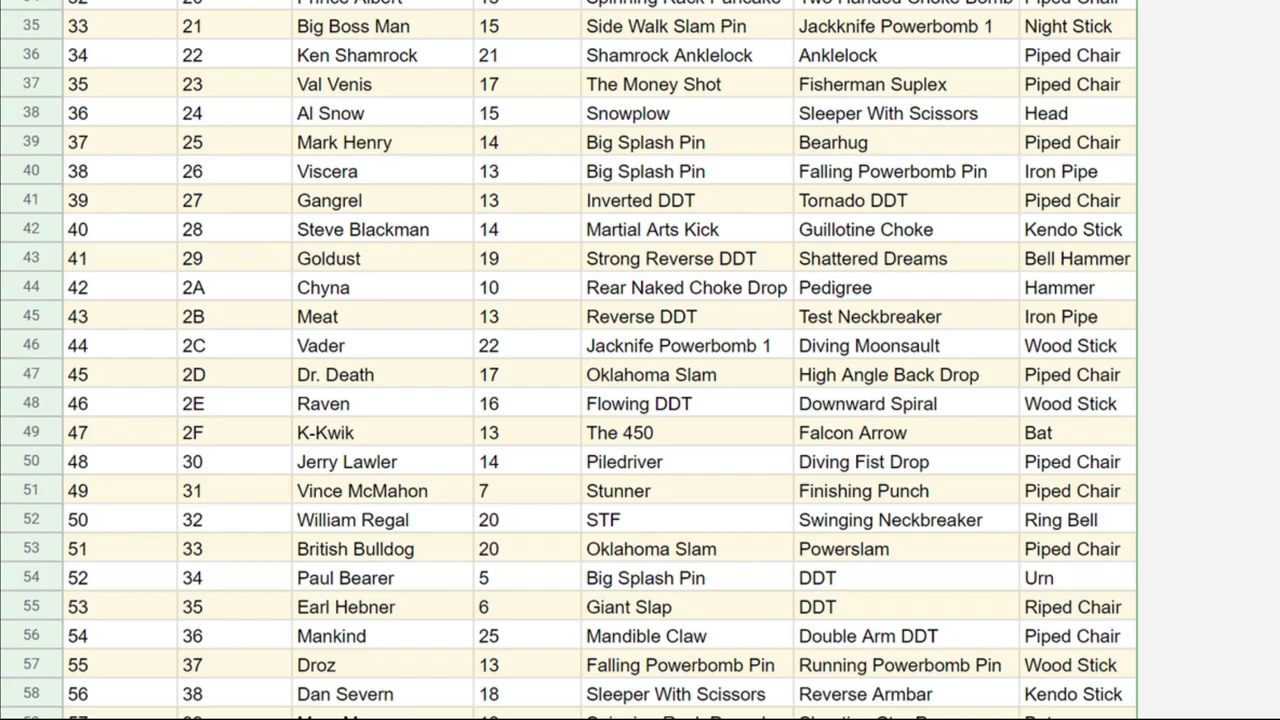 35 33 21 Big Boss Man 15 Side Walk Slam Pin Jackknife Powerbomb 1 Night Stick
36 34 22 Ken Shamrock 21 Shamrock Anklelock Anklelock Piped Chair
37 35 23 Val Venis 17 The Money Shot Fisherman Suplex Piped Chair
38 36 24 Al Snow 15 Snowplow Sleeper With Scissors Head
39 37 25 Mark Henry 14 Big Splash Pin Bearhug Piped Chair
40 38 26 Viscera 13 Big Splash Pin Falling Powerbomb Pin Iron Pipe
41 39 27 Gangrel 13 Inverted DDT Tornado DDT Piped Chair
42 40 28 Steve Blackman 14 Martial Arts Kick Guillotine Choke Kendo Stick
43 41 29 Goldust 19 Strong Reverse DDT Shattered Dreams Bell Hammer
44 42 2A Chyna 10 Rear Naked Choke Drop Pedigree Hammer
45 43 2B Meat 13 Reverse DDT Test Neckbreaker Iron Pipe
46 44 2C Vader 22 Jacknife Powerbomb 1 Diving Moonsault Wood Stick
47 45 2D Dr. Death 17 Oklahoma Slam High Angle Back Drop Piped Chair
48 46 2E Raven 16 Flowing DDT Downward Spiral Wood Stick
49 47 2F K-Kwik 13 The 450 Falcon Arrow Bat
50 48 30 Jerry Lawler 14 Piledriver Diving Fist Drop Piped Chair
51 49 31 Vince McMahon 7 Stunner Finishing Punch Piped Chair
52 50 32 William Regal 20 STF Swinging Neckbreaker Ring Bell
53 51 33 British Bulldog 20 Oklahoma Slam Powerslam Piped Chair
54 52 34 Paul Bearer 5 Big Splash Pin DDT Urn
55 53 35 Earl Hebner 6 Giant Slap DDT Riped Chair
56 54 36 Mankind 25 Mandible Claw Double Arm DDT Piped Chair
57 55 37 Droz 13 Falling Powerbomb Pin Running Powerbomb Pin Wood Stick
58 56 38 Dan Severn 18 Sleeper With Scissors Reverse Armbar Kendo Stick